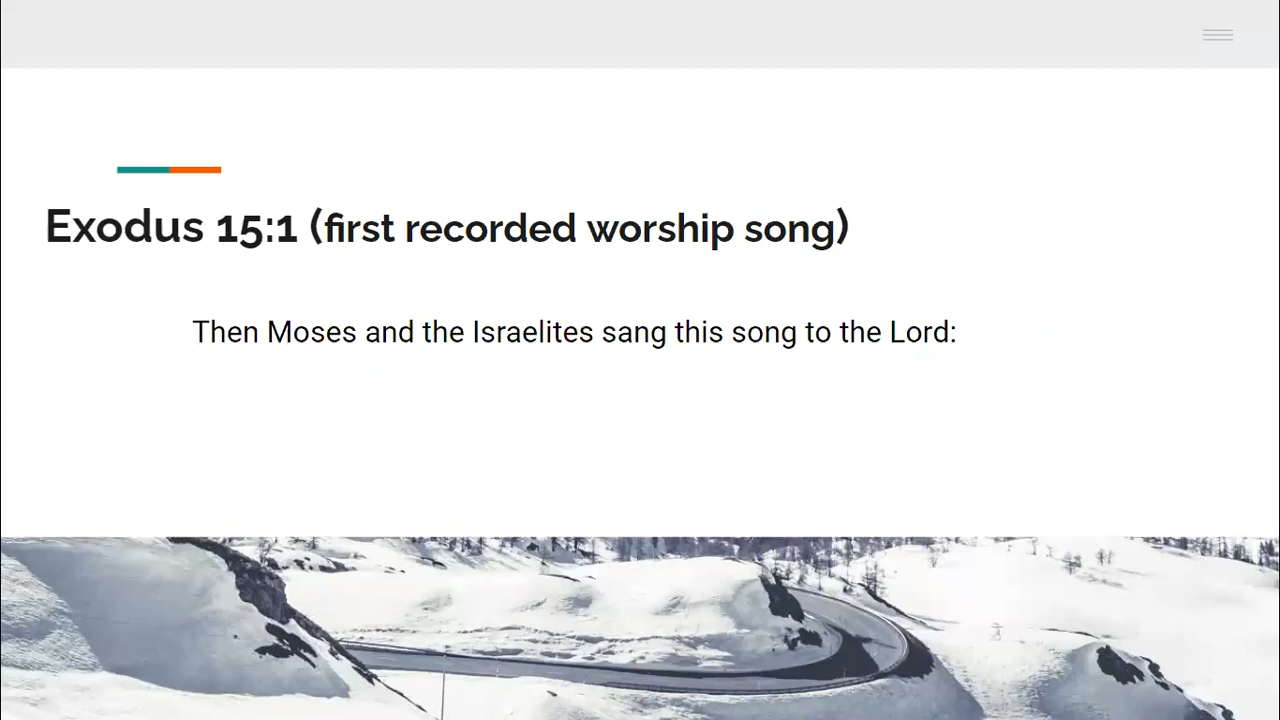 Exodus 15:1 (first recorded worship song)
Then Moses and the Israelites sang this song to the Lord: